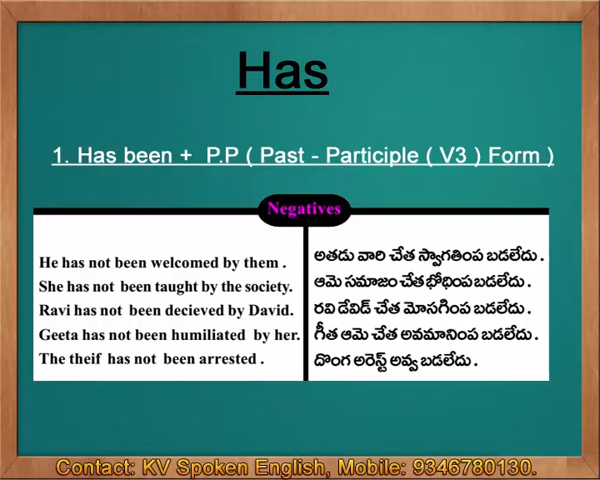 Has
1. Has been + P.P ( Past - Participle ( V3 ) Form )
Negatives
He has not been welcomed by them .
She has not been taught by the society.
Ravi has not been decieved by David.
Geeta has not been humiliated by her.
The theif has not been arrested .
అతడు వారి చేత స్వాగతింప బడలేదు .
ఆమె సమాజం చేత భోధింప బడలేదు .
రవి డేవిడ్ చేత మోసగింప బడలేదు .
గీత ఆమె చేత అవమానింప బడలేదు .
దొంగ అరెస్ట్ అవ్వ బడలేదు .
Contact: KV Spoken English, Mobile: 9346780130.